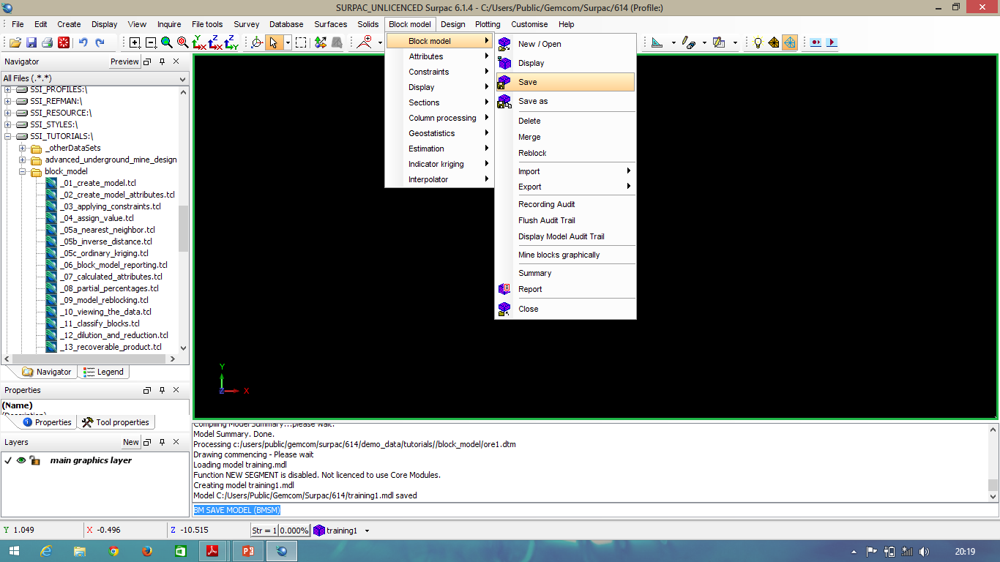 SURPAC_UNLICENCED Surpac 6.1.4 - C:/Users/Public/Gemcom/Surpac/614 (Profile:)
File Edit Create Display View Inquire File tools Survey Database Surfaces Solids Block model Design Plotting Customise Help
Navigator Preview
All Files (.*.*)
SSI_PROFILES:\
SSI_REFMAN:\
SSI_RESOURCE:\
SSI_STYLES:\
SSI_TUTORIALS:\
_otherDataSets
advanced_underground_mine_design
block_model
_01_create_model.tcl
_02_create_model_attributes.tcl
_03_applying_constraints.tcl
_04_assign_value.tcl
_05a_nearest_neighbor.tcl
_05b_inverse_distance.tcl
_05c_ordinary_kriging.tcl
_06_block_model_reporting.tcl
_07_calculated_attributes.tcl
_08_partial_percentages.tcl
_09_model_reblocking.tcl
_10_viewing_the_data.tcl
_11_classify_blocks.tcl
_12_dilution_and_reduction.tcl
_13_recoverable_product.tcl
Navigator Legend
Properties
(Name)
(Description)
Properties Tool properties
Layers New
main graphics layer
Block model
Attributes
Constraints
Display
Sections
Column processing
Geostatistics
Estimation
Indicator kriging
Interpolator
New / Open
Display
Save
Save as
Delete
Merge
Reblock
Import
Export
Recording Audit
Flush Audit Trail
Display Model Audit Trail
Mine blocks graphically
Summary
Report
Close
Y
Z X
Compiling Model Summary...please wait.
Model Summary. Done.
Processing c:/users/public/gemcom/surpac/614/demo_data/tutorials//block_model/ore1.dtm
Drawing commencing - Please wait
Loading model training.mdl
Function NEW SEGMENT is disabled. Not licenced to use Core Modules.
Creating model training1.mdl
Model C:/Users/Public/Gemcom/Surpac/614/training1.mdl saved
BM SAVE MODEL (BMSM)
Y 1.049 X -0.496 Z -10.515 Str = 1 0.000% training1
20:19